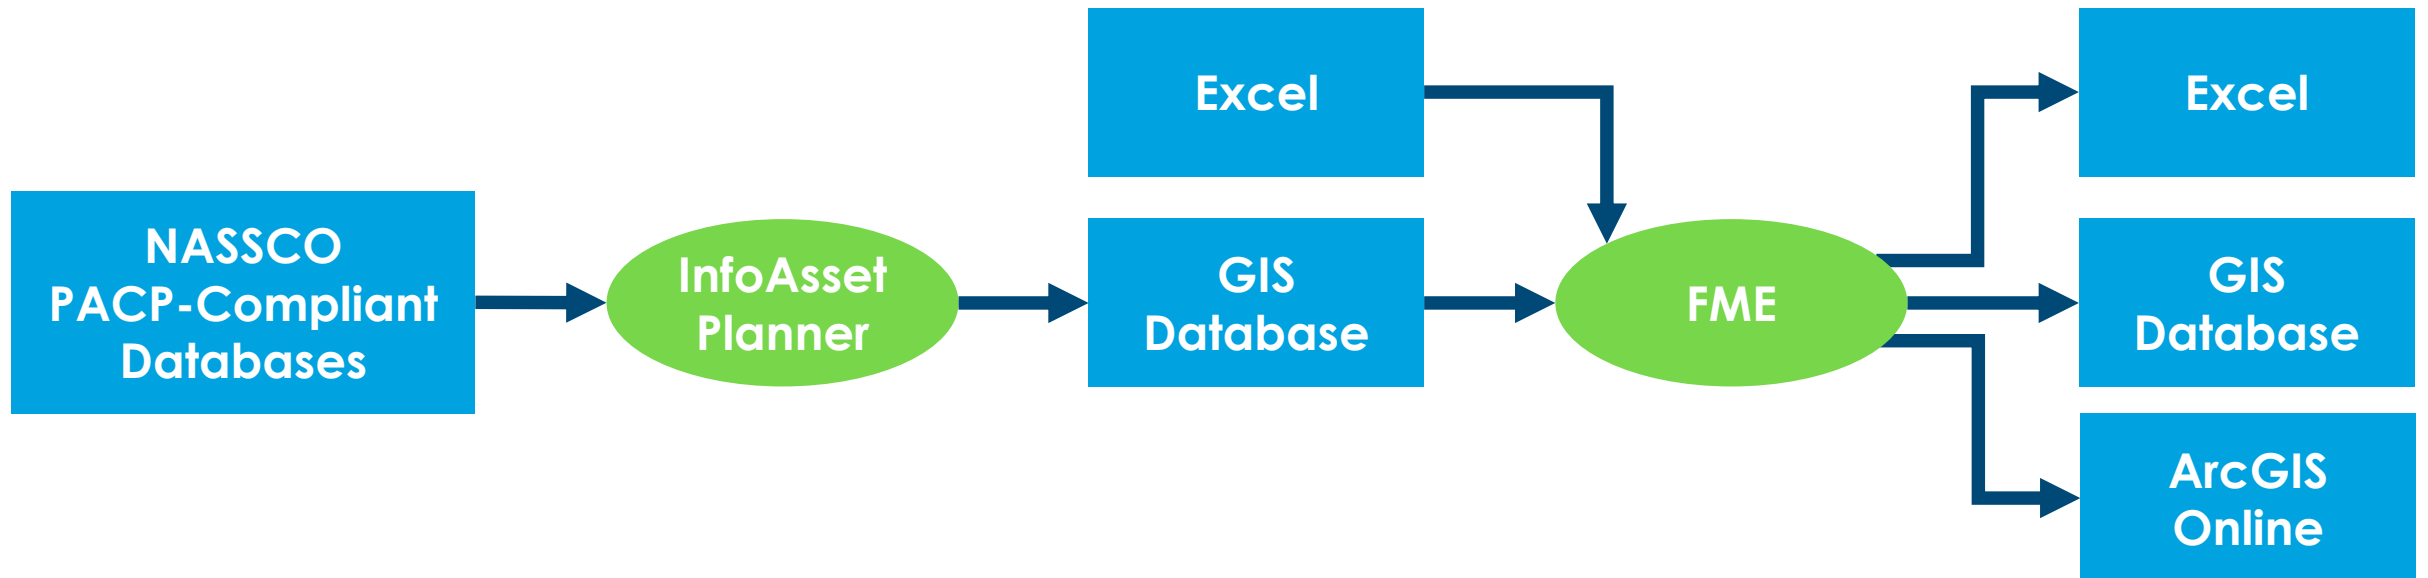 NASSCO
PACP-Compliant
Databases
InfoAsset
Planner
Excel
GIS
Database
FME
Excel
GIS
Database
ArcGIS
Online